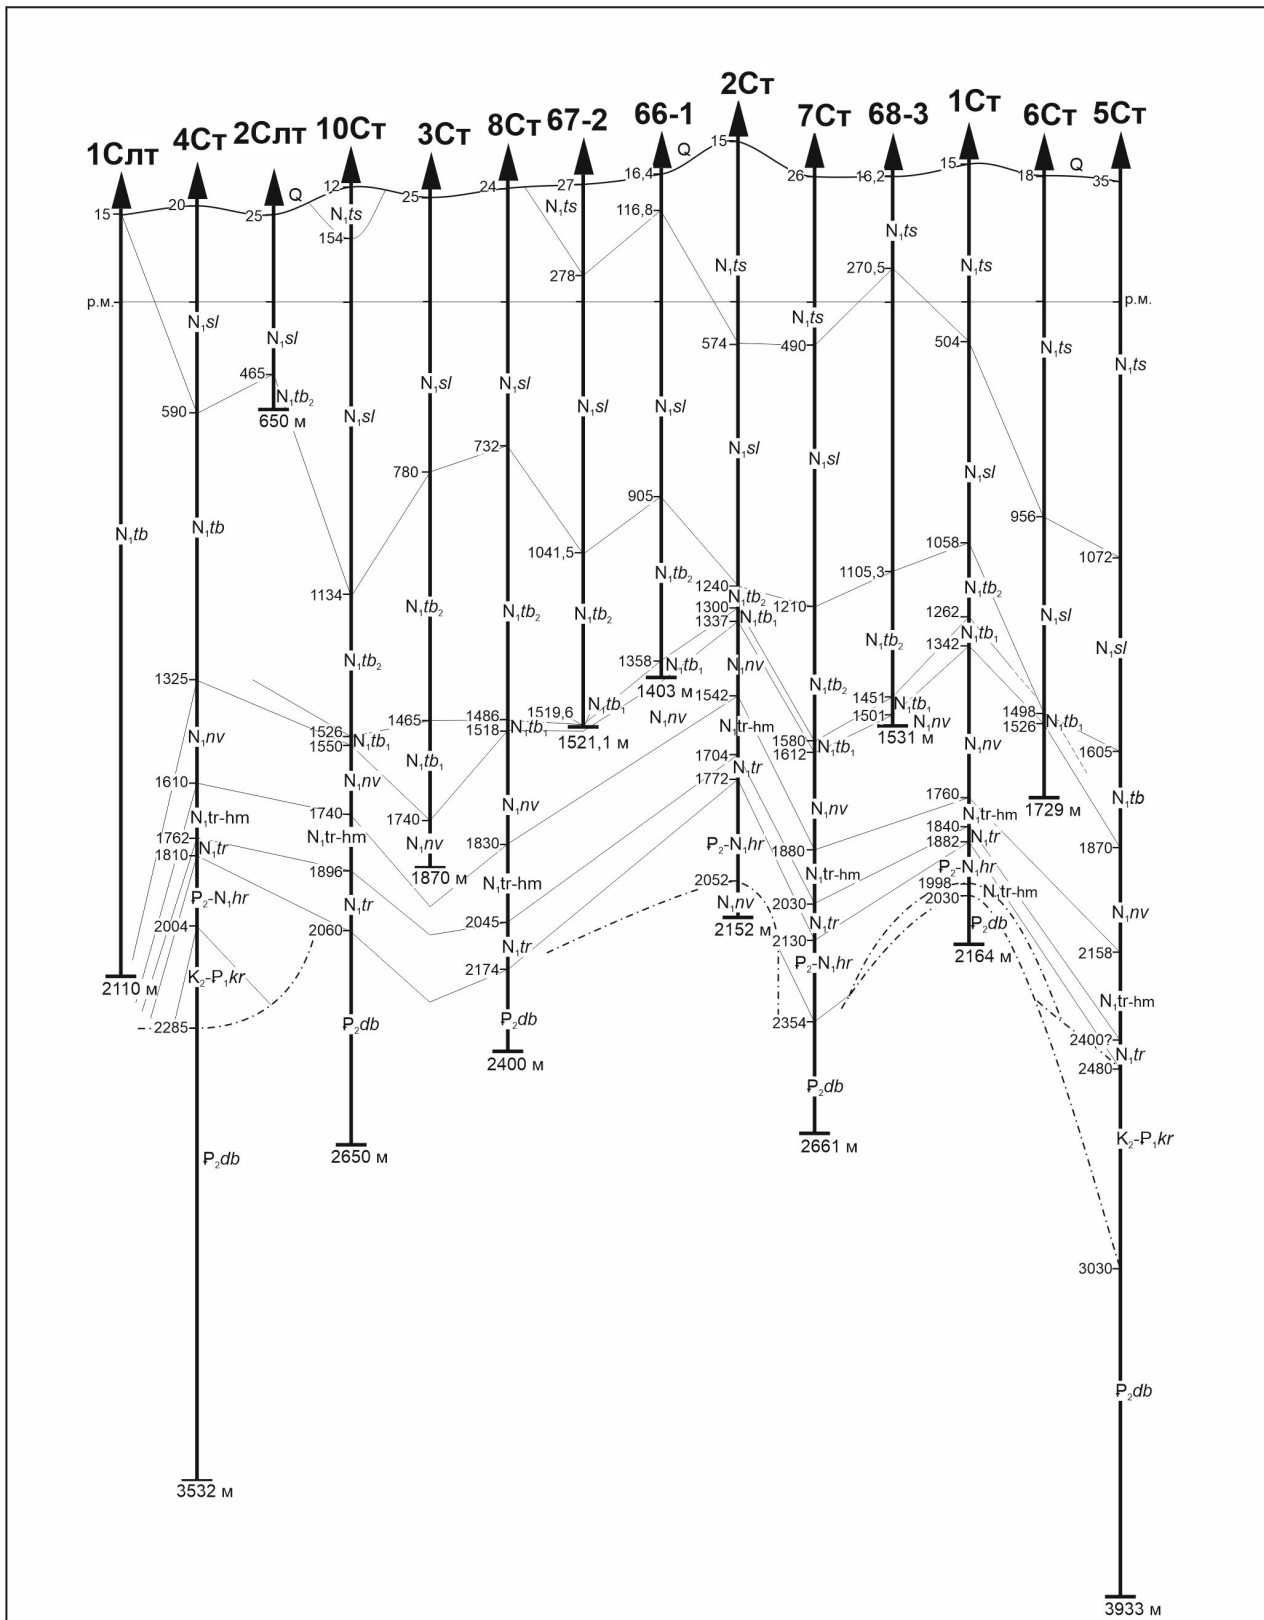 1Слт
4Ст
2Слт
10Ст
3Ст
8Ст
67-2
66-1
2Ст
7Ст
68-3
1Ст
6Ст
5Ст
15
20
25
Q
12
25
24
27
16,4
Q
15
26
16,2
15
18
Q
35
N₁ts
154
N₁ts
278
116,8
N₁ts
N₁ts
270,5
N₁ts
р.м.
р.м.
N₁sl
N₁sl
N₁ts
574
490
504
N₁ts
N₁ts
465
N₁tb₂
650 м
590
N₁sl
N₁sl
N₁sl
N₁sl
N₁sl
780
732
N₁sl
N₁sl
N₁sl
905
956
N₁tb
N₁tb
1134
1041,5
1240
1210
1105,3
1058
1072
N₁tb₂
N₁tb₂
N₁tb₂
N₁tb₂
N₁tb₂
1300
N₁tb₁
1337
N₁tb₂
1262
N₁tb₁
1342
N₁sl
N₁sl
N₁tb₂
1358
N₁tb₁
1403 м
N₁nv
N₁nv
N₁tb₂
N₁tb₂
1325
1542
1451
N₁tb₁
1501
N₁nv
1531 м
1526
N₁tb₁
1550
1465
1486
N₁tb₁
1518
1519,6
N₁tb₁
1521,1 м
N₁tr-hm
1580
N₁tb₁
1612
N₁nv
1498
N₁tb₁
1526
1605
N₁nv
1610
N₁nv
N₁tb₁
1704
N₁tr
1772
1760
1729 м
N₁tb
N₁tr-hm
1762
N₁tr
1810
1740
N₁tr-hm
1740
N₁nv
1870 м
N₁nv
1830
N₁nv
1880
N₁tr-hm
1840
N₁tr
1882
1870
P₂-N₁hr
P₂-N₁hr
P₂-N₁hr
1896
N₁tr-hm
2052
N₁nv
2152 м
N₁tr-hm
2030
1998
N₁tr-hm
2030
P₂db
2164 м
N₁nv
2004
N₁tr
2060
2045
N₁tr
2174
N₁tr
2130
P₂-N₁hr
2158
2110 м
K₂-P₁kr
2285
P₂db
P₂db
2400 м
2354
P₂db
N₁tr-hm
2400?
N₁tr
2480
2650 м
2661 м
K₂-P₁kr
P₂db
3030
P₂db
3532 м
3933 м